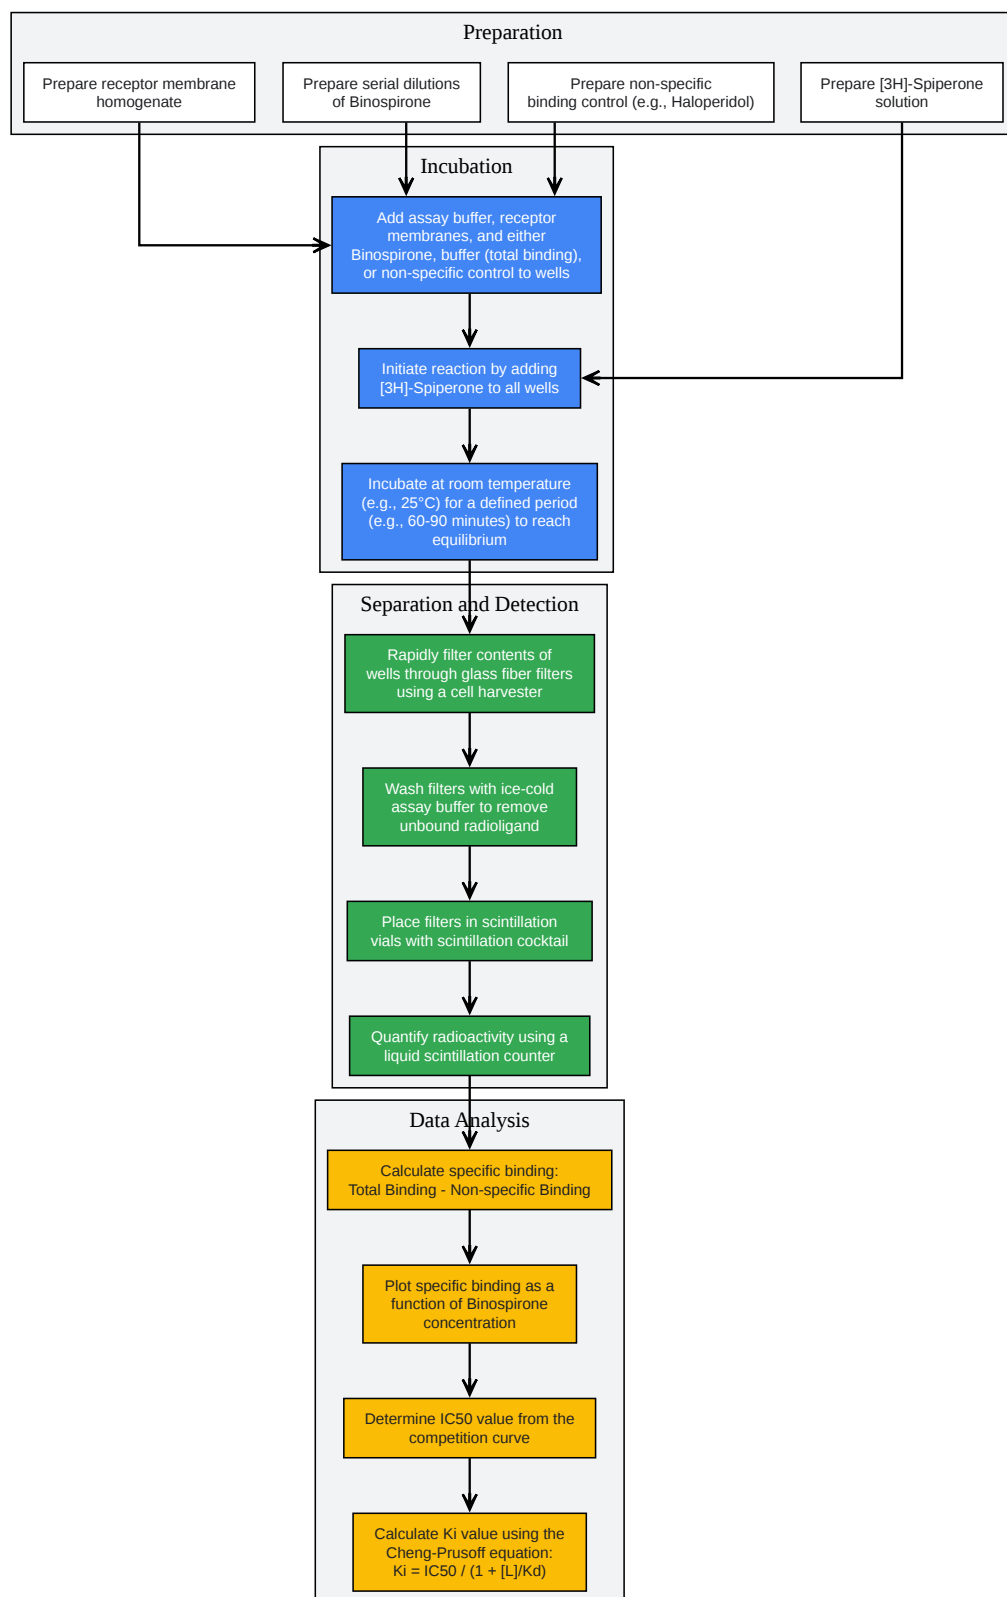 Preparation
Prepare receptor membrane
homogenate
Prepare serial dilutions
of Binospirone
Prepare non-specific
binding control (e.g., Haloperidol)
Prepare [3H]-Spiperone
solution
Incubation
Add assay buffer, receptor
membranes, and either
Binospirone, buffer (total binding),
or non-specific control to wells
Initiate reaction by adding
[3H]-Spiperone to all wells
Incubate at room temperature
(e.g., 25°C) for a defined period
(e.g., 60-90 minutes) to reach
equilibrium
Separation and Detection
Rapidly filter contents of
wells through glass fiber filters
using a cell harvester
Wash filters with ice-cold
assay buffer to remove
unbound radioligand
Place filters in scintillation
vials with scintillation cocktail
Quantify radioactivity using a
liquid scintillation counter
Data Analysis
Calculate specific binding:
Total Binding - Non-specific Binding
Plot specific binding as a
function of Binospirone
concentration
Determine IC50 value from the
competition curve
Calculate Ki value using the
Cheng-Prusoff equation:
Ki = IC50 / (1 + [L]/Kd)